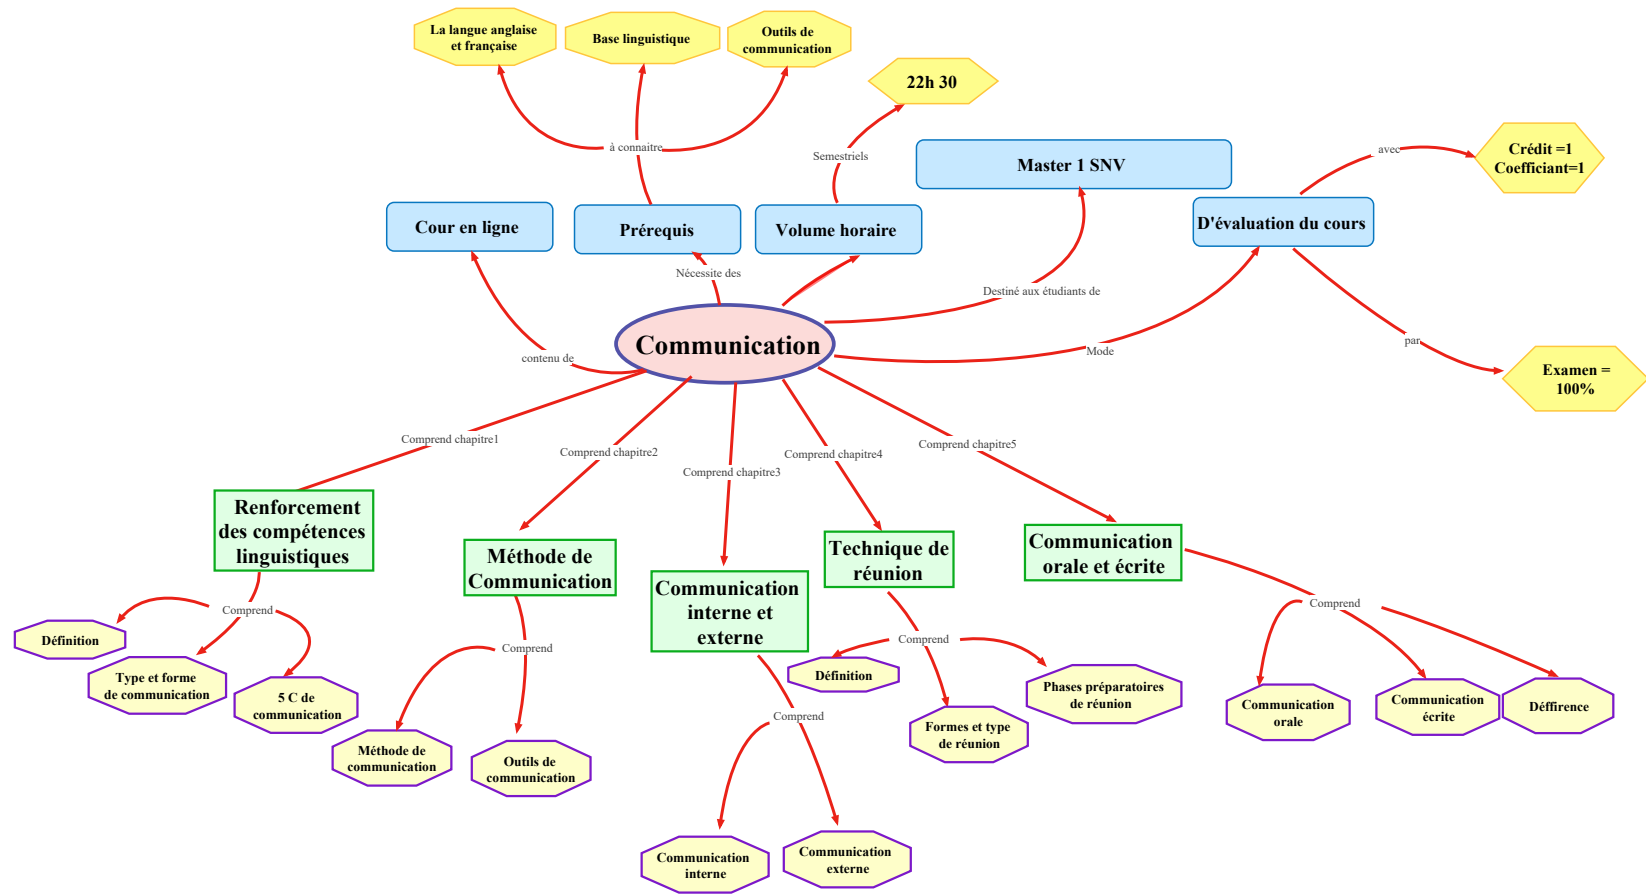 La langue anglaise
et française
Base linguistique
Outils de
communication
22h 30
à connaitre
Semestriels
Master 1 SNV
avec
Crédit =1
Coefficiant=1
Cour en ligne
Prérequis
Volume horaire
D'évaluation du cours
Nécessite des
Destiné aux étudiants de
contenu de
Communication
Mode
par
Examen =
100%
Comprend chapitre1
Comprend chapitre2
Comprend chapitre3
Comprend chapitre4
Comprend chapitre5
Renforcement
des compétences
linguistiques
Méthode de
Communication
Communication
interne et
externe
Technique de
réunion
Communication
orale et écrite
Comprend
Définition
Type et forme
de communication
5 C de
communication
Comprend
Méthode de
communication
Outils de
communication
Comprend
Communication
interne
Communication
externe
Comprend
Définition
Formes et type
de réunion
Phases préparatoires
de réunion
Comprend
Communication
orale
Communication
écrite
Déffirence